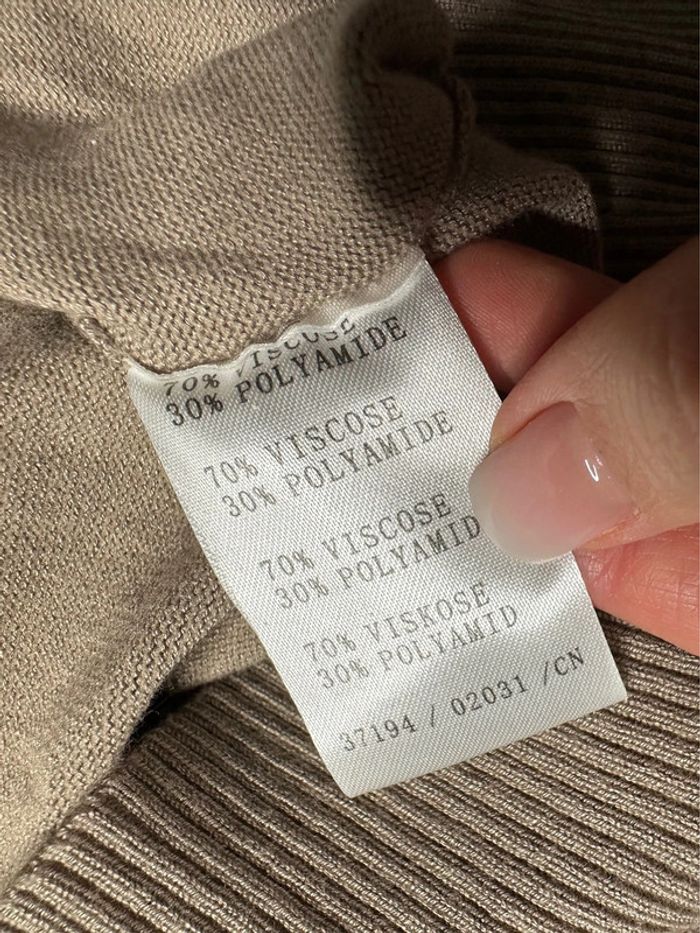 70% VISCOSE
30% POLYAMIDE
70% VISCOSE
30% POLYAMIDE
70% VISCOSE
30% POLYAMID
70% VISKOSE
30% POLYAMID
37194 / 02031 /CN